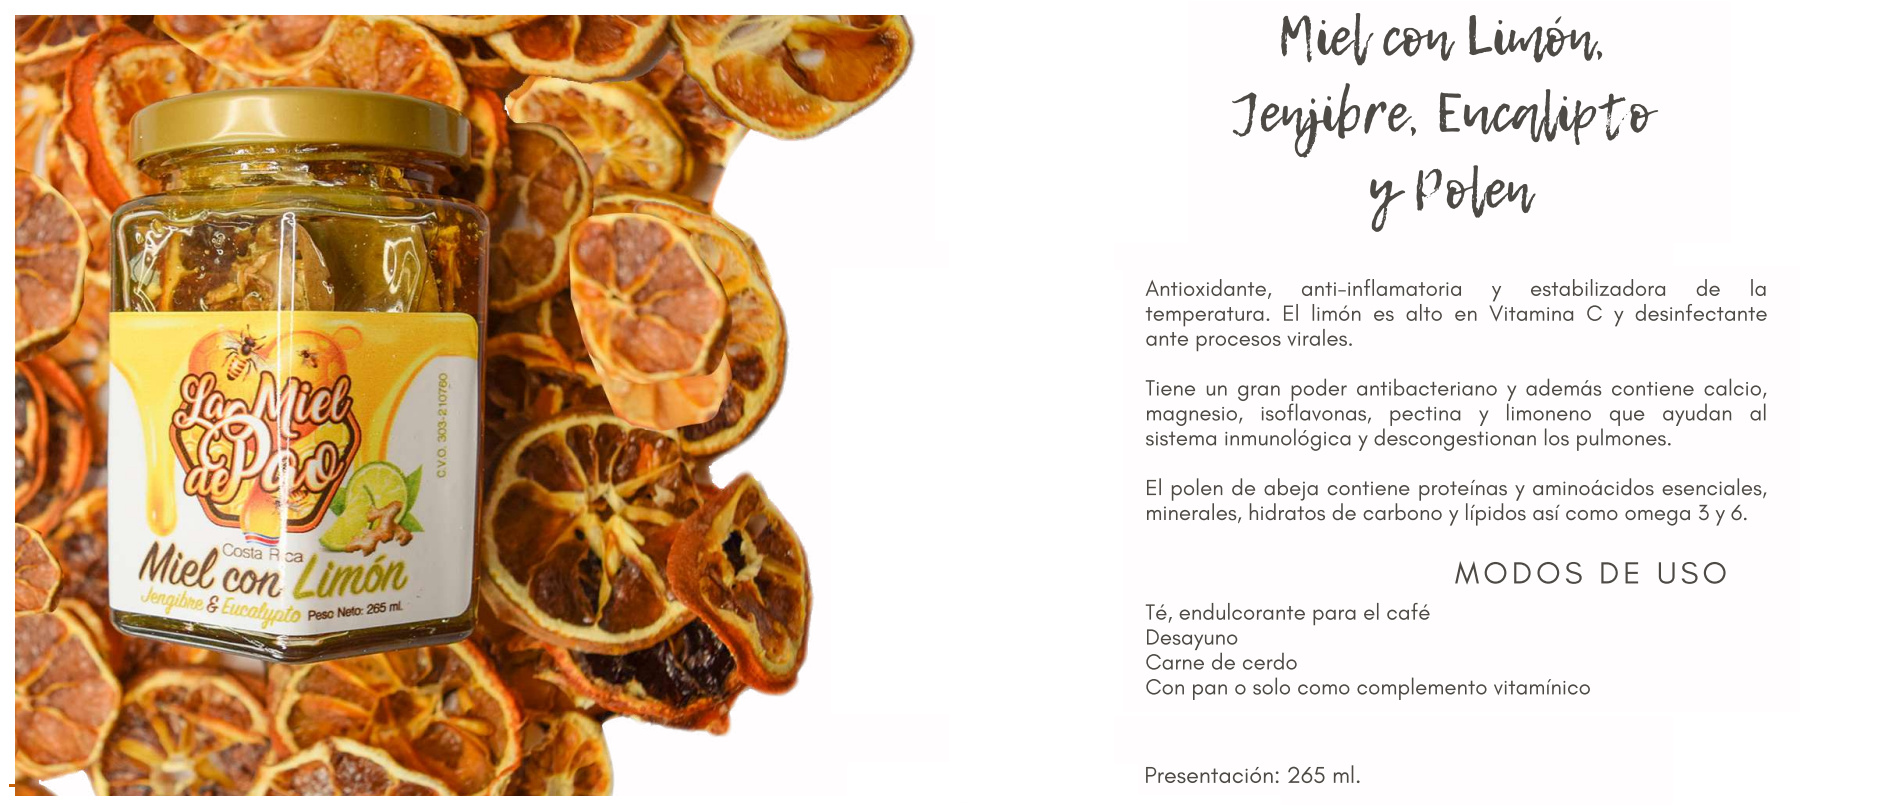 La Miel
de Pao
Costa Rica
Miel con Limón
Jengibre & Eucalypto Peso Neto: 265 ml.
C.V.O. 303-210760
Miel con Limón,
Jenjibre, Eucalipto
y Polen
Antioxidante, anti-inflamatoria y estabilizadora de la
temperatura. El limón es alto en Vitamina C y desinfectante
ante procesos virales.
Tiene un gran poder antibacteriano y además contiene calcio,
magnesio, isoflavonas, pectina y limoneno que ayudan al
sistema inmunológica y descongestionan los pulmones.
El polen de abeja contiene proteínas y aminoácidos esenciales,
minerales, hidratos de carbono y lípidos así como omega 3 y 6.
MODOS DE USO
Té, endulcorante para el café
Desayuno
Carne de cerdo
Con pan o solo como complemento vitamínico
Presentación: 265 ml.